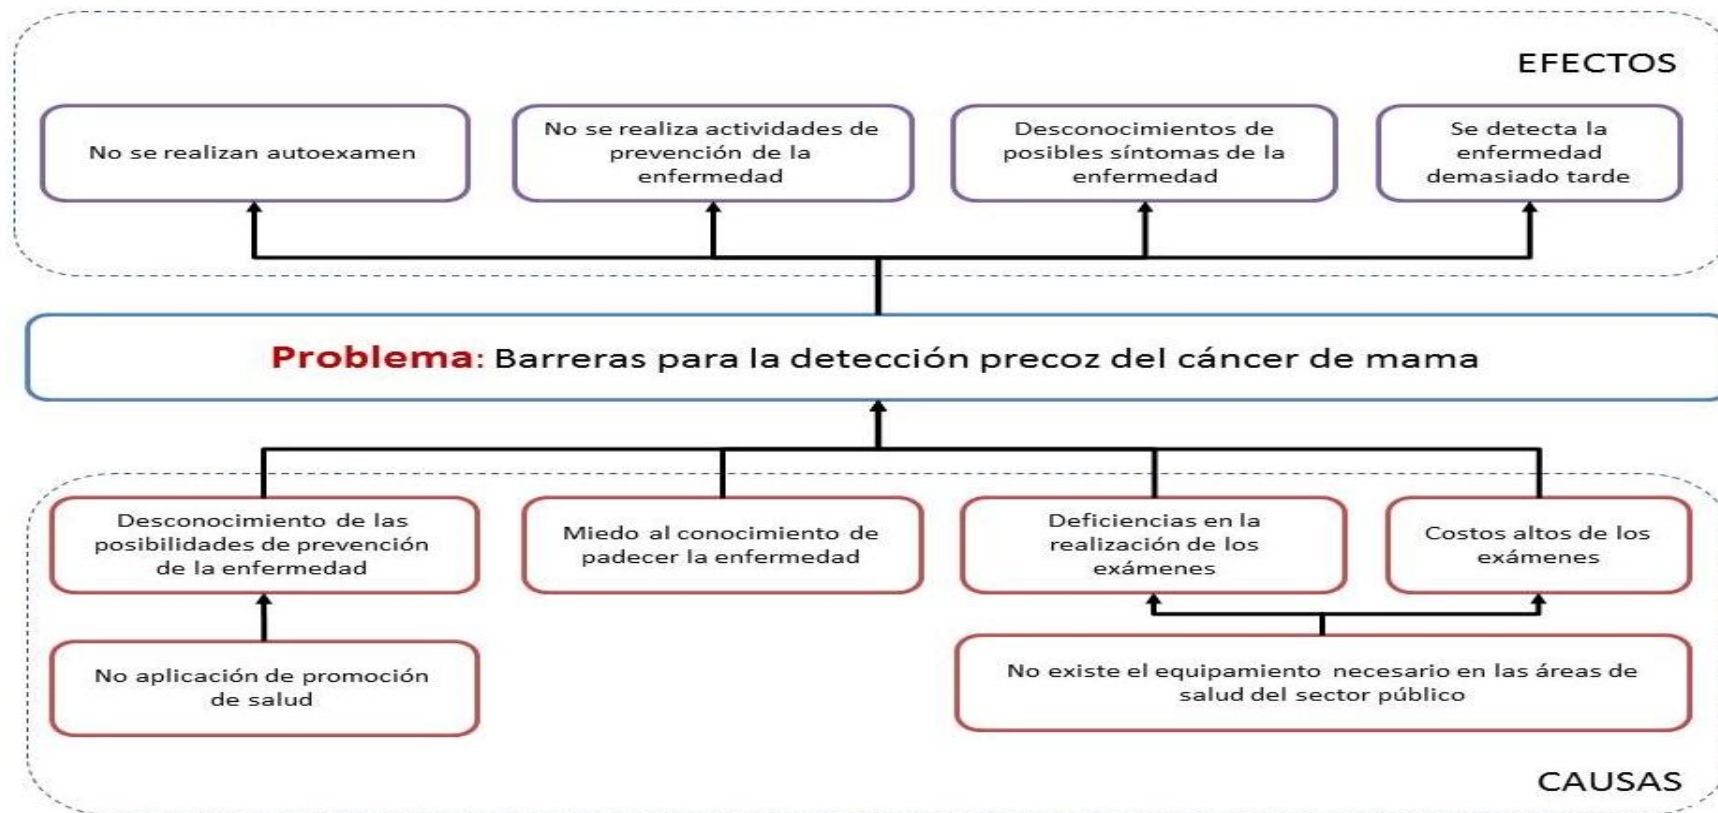 EFECTOS
No se realizan autoexamen
No se realiza actividades de
prevención de la
enfermedad
Desconocimientos de
posibles síntomas de la
enfermedad
Se detecta la
enfermedad
demasiado tarde
Problema: Barreras para la detección precoz del cáncer de mama
Desconocimiento de las
posibilidades de prevención
de la enfermedad
Miedo al conocimiento de
padecer la enfermedad
Deficiencias en la
realización de los
exámenes
Costos altos de los
exámenes
No aplicación de promoción
de salud
No existe el equipamiento necesario en las áreas de
salud del sector público
CAUSAS